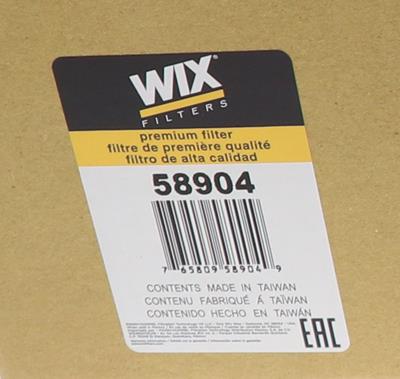 WIX
FILTERS
premium filter
filtre de première qualité
filtro de alta calidad
58904
7 65809 58904 9
CONTENTS MADE IN TAIWAN
CONTENU FABRIQUÉ Á TAÏWAN
CONTENIDO HECHO EN TAIWÁN
EAC